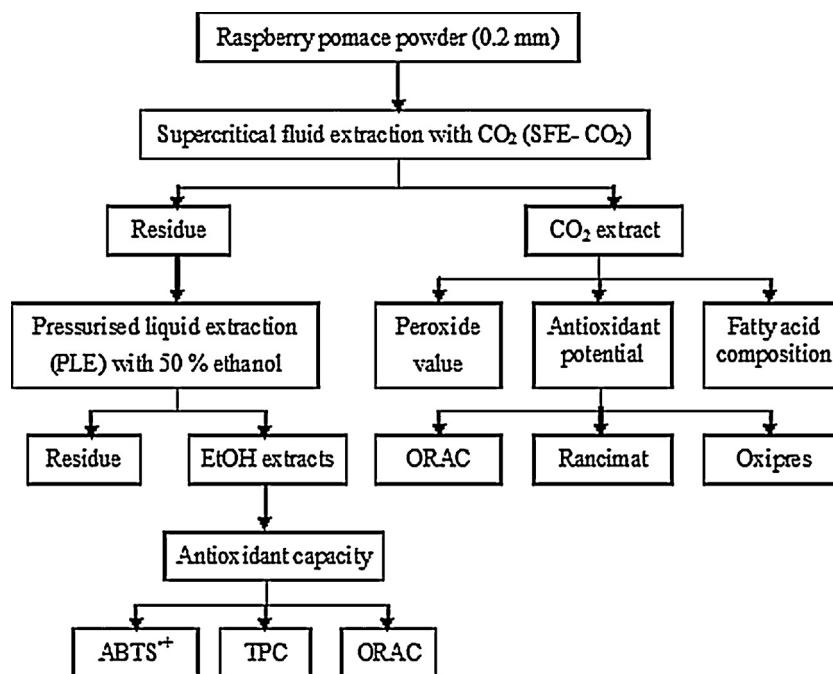 Raspberry pomace powder (0.2 mm)
Supercritical fluid extraction with CO₂ (SFE- CO₂)
Residue
CO₂ extract
Pressurised liquid extraction
(PLE) with 50 % ethanol
Peroxide
value
Antioxidant
potential
Fatty acid
composition
Residue
EtOH extracts
ORAC
Rancimat
Oxipres
Antioxidant capacity
ABTS•+
TPC
ORAC